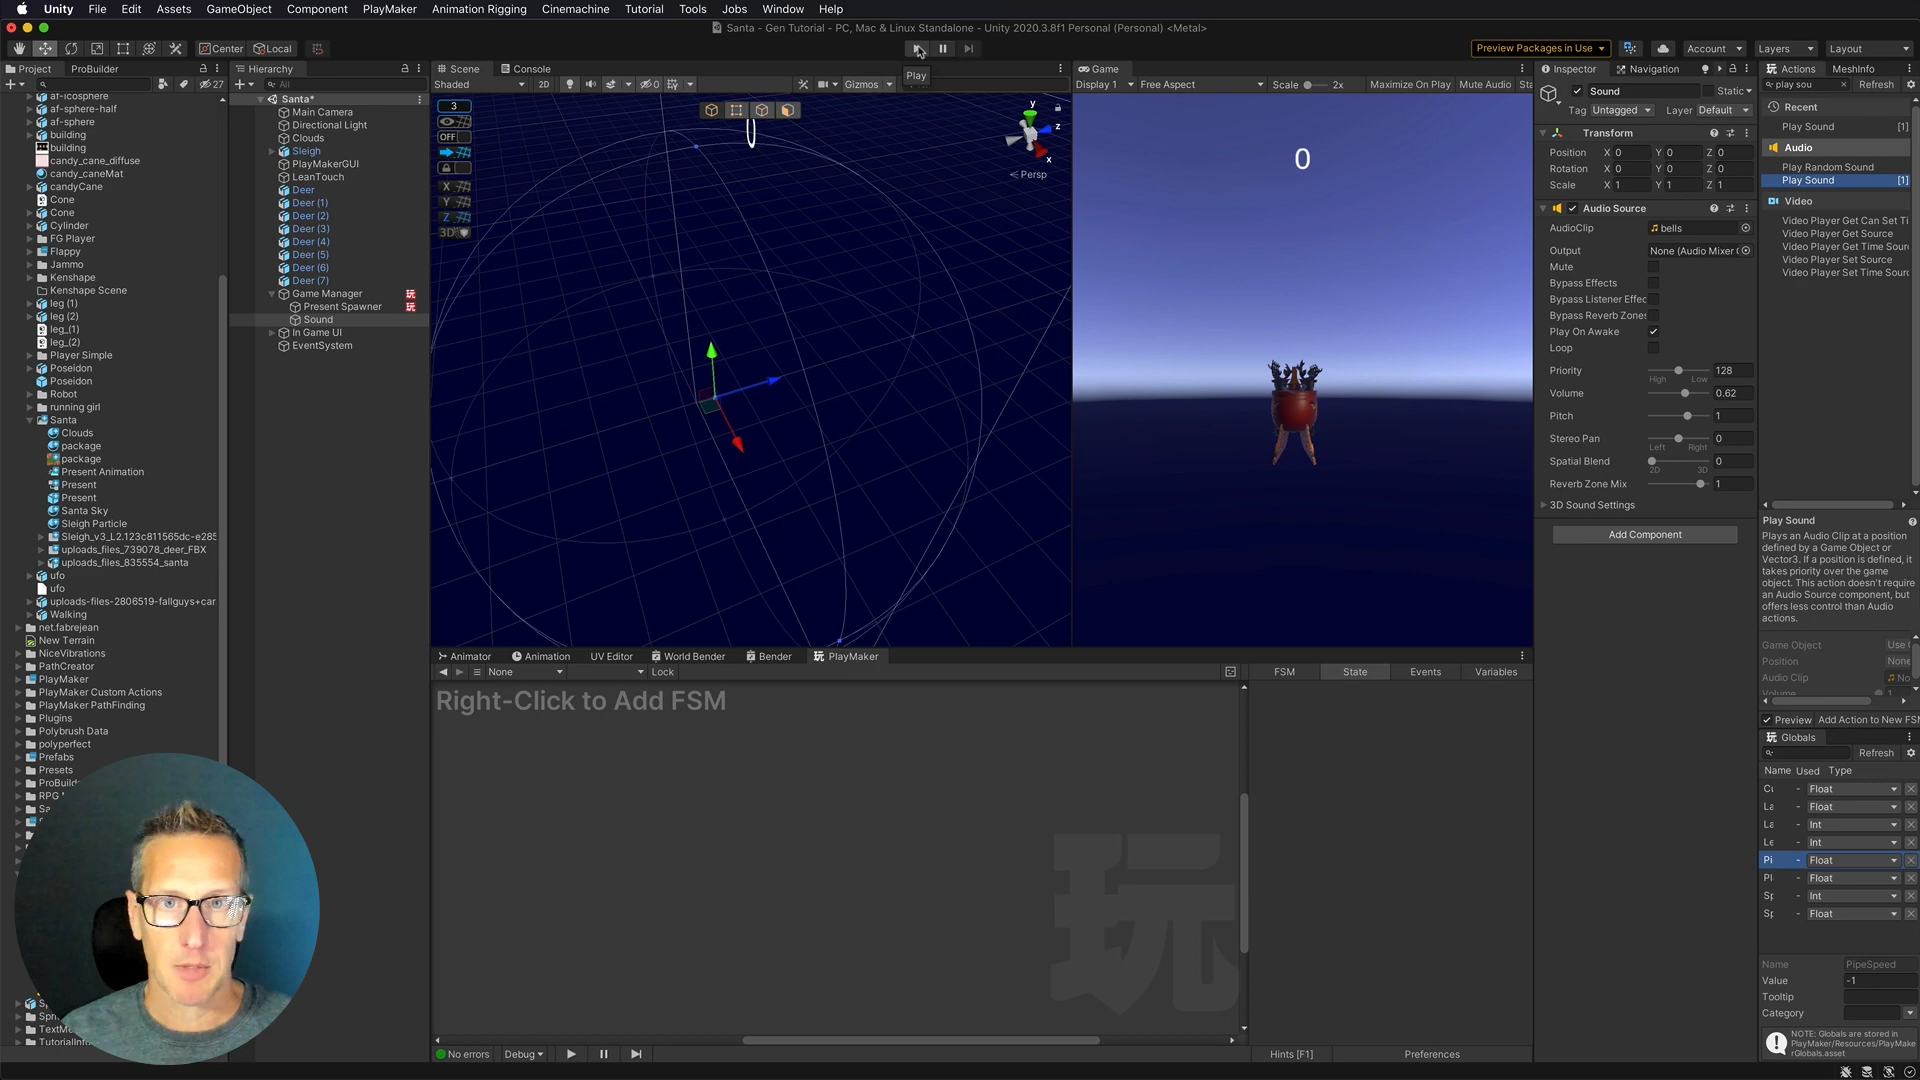 Unity File Edit Assets GameObject Component PlayMaker Animation Rigging Cinemachine Tutorial Tools Jobs Window Help
Santa - Gen Tutorial - PC, Mac & Linux Standalone - Unity 2020.3.8f1 Personal (Personal) <Metal>
Center Local Preview Packages in Use Account Layers Layout
Play
Project ProBuilder
27
af-icosphere
af-sphere-half
af-sphere
building
building
candy_cane_diffuse
candy_caneMat
candyCane
Cone
Cone
Cylinder
FG Player
Flappy
Jammo
Kenshape
Kenshape Scene
leg (1)
leg (2)
leg_(1)
leg_(2)
Player Simple
Poseidon
Poseidon
Robot
running girl
Santa
Clouds
package
package
Present Animation
Present
Present
Santa Sky
Sleigh Particle
Sleigh_v3_L2.123c811565dc-e285
uploads_files_739078_deer_FBX
uploads_files_835554_santa
ufo
ufo
uploads-files-2806519-fallguys+car
Walking
net.fabrejean
New Terrain
NiceVibrations
PathCreator
PlayMaker
PlayMaker Custom Actions
PlayMaker PathFinding
Plugins
Polybrush Data
polyperfect
Prefabs
Presets
ProBuild
RPG M
Sa
Sp
Spri
TextMe
TutorialInfo
Hierarchy
All
Santa*
Main Camera
Directional Light
Clouds
Sleigh
PlayMakerGUI
LeanTouch
Deer
Deer (1)
Deer (2)
Deer (3)
Deer (4)
Deer (5)
Deer (6)
Deer (7)
Game Manager
Present Spawner
Sound
In Game UI
EventSystem
Scene Console
Shaded 2D 0 Gizmos
3
OFF
X
Y
Z
3D
y
z
x
Persp
Game
Display 1 Free Aspect Scale 2x Maximize On Play Mute Audio Sta
0
Animator Animation UV Editor World Bender Bender PlayMaker
None Lock FSM State Events Variables
Right-Click to Add FSM
玩
No errors Debug Hints [F1] Preferences
Inspector Navigation
Sound Static
Tag Untagged Layer Default
Transform
Position X 0 Y 0 Z 0
Rotation X 0 Y 0 Z 0
Scale X 1 Y 1 Z 1
Audio Source
AudioClip bells
Output None (Audio Mixer G
Mute
Bypass Effects
Bypass Listener Effec
Bypass Reverb Zones
Play On Awake
Loop
Priority 128
High Low
Volume 0.62
Pitch 1
Stereo Pan 0
Left Right
Spatial Blend 0
2D 3D
Reverb Zone Mix 1
3D Sound Settings
Add Component
Actions MeshInfo
play sou Refresh
Recent
Play Sound [1]
Audio
Play Random Sound
Play Sound [1]
Video
Video Player Get Can Set Ti
Video Player Get Source
Video Player Get Time Sourc
Video Player Set Source
Video Player Set Time Sourc
Play Sound
Plays an Audio Clip at a position
defined by a Game Object or
Vector3. If a position is defined, it
takes priority over the game
object. This action doesn't require
an Audio Source component, but
offers less control than Audio
actions.
Game Object Use
Position None
Audio Clip No
Volume 1
Preview Add Action to New FSM
Globals
Refresh
Name Used Type
Cu - Float
La - Float
La - Int
Le - Int
Pi - Float
Pl - Float
Sp - Int
Sp - Float
Name PipeSpeed
Value -1
Tooltip
Category
NOTE: Globals are stored in
PlayMaker/Resources/PlayMake
rGlobals.asset